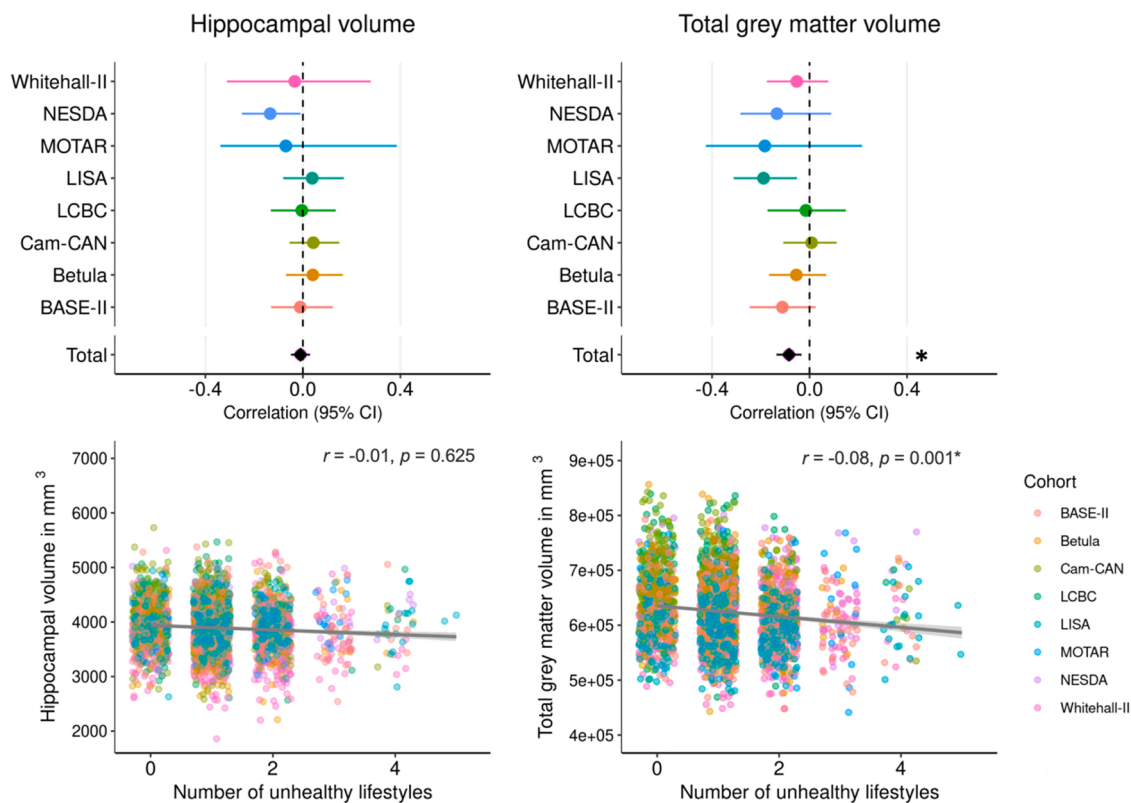 Hippocampal volume
Whitehall-II
NESDA
MOTAR
LISA
LCBC
Cam-CAN
Betula
BASE-II
Total
-0.4 0.0 0.4
Correlation (95% CI)
Total grey matter volume
Whitehall-II
NESDA
MOTAR
LISA
LCBC
Cam-CAN
Betula
BASE-II
Total
*
-0.4 0.0 0.4
Correlation (95% CI)
Hippocampal volume in mm 3
7000
6000
5000
4000
3000
2000
r = -0.01, p = 0.625
0 2 4
Number of unhealthy lifestyles
Total grey matter volume in mm 3
9e+05
8e+05
7e+05
6e+05
5e+05
4e+05
r = -0.08, p = 0.001*
0 2 4
Number of unhealthy lifestyles
Cohort
BASE-II
Betula
Cam-CAN
LCBC
LISA
MOTAR
NESDA
Whitehall-II